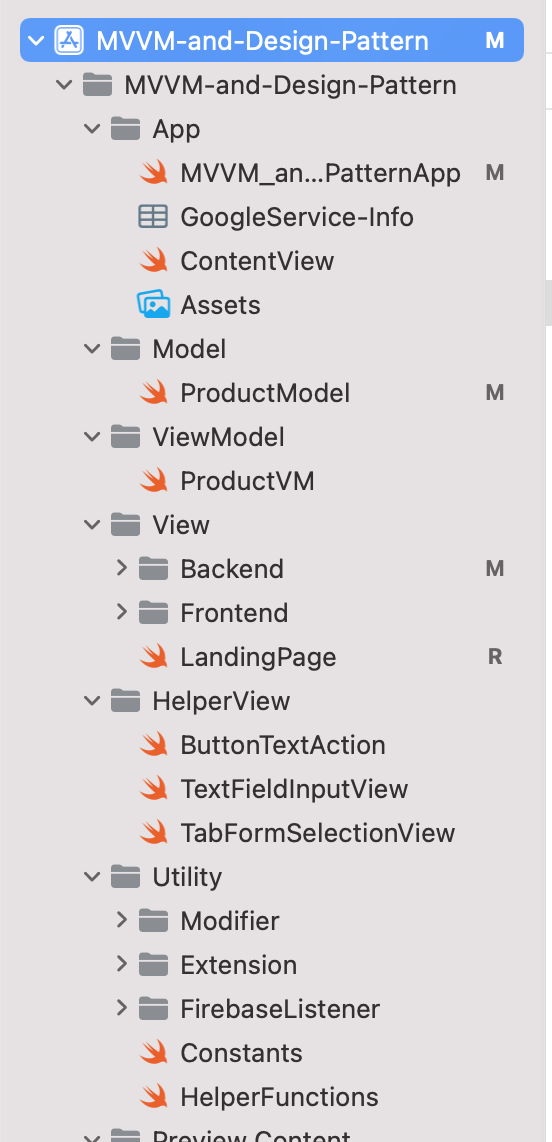 MVVM-and-Design-Pattern M
MVVM-and-Design-Pattern
App
MVVM_an...PatternApp M
GoogleService-Info
ContentView
Assets
Model
ProductModel M
ViewModel
ProductVM
View
Backend M
Frontend
LandingPage R
HelperView
ButtonTextAction
TextFieldInputView
TabFormSelectionView
Utility
Modifier
Extension
FirebaseListener
Constants
HelperFunctions
Preview Content